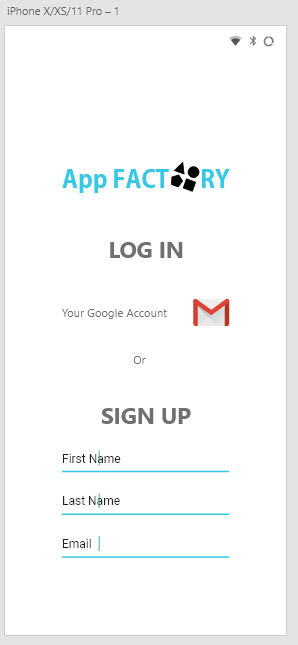 iPhone X/XS/11 Pro – 1
App FACTORY
LOG IN
Your Google Account
Or
SIGN UP
First Name
Last Name
Email